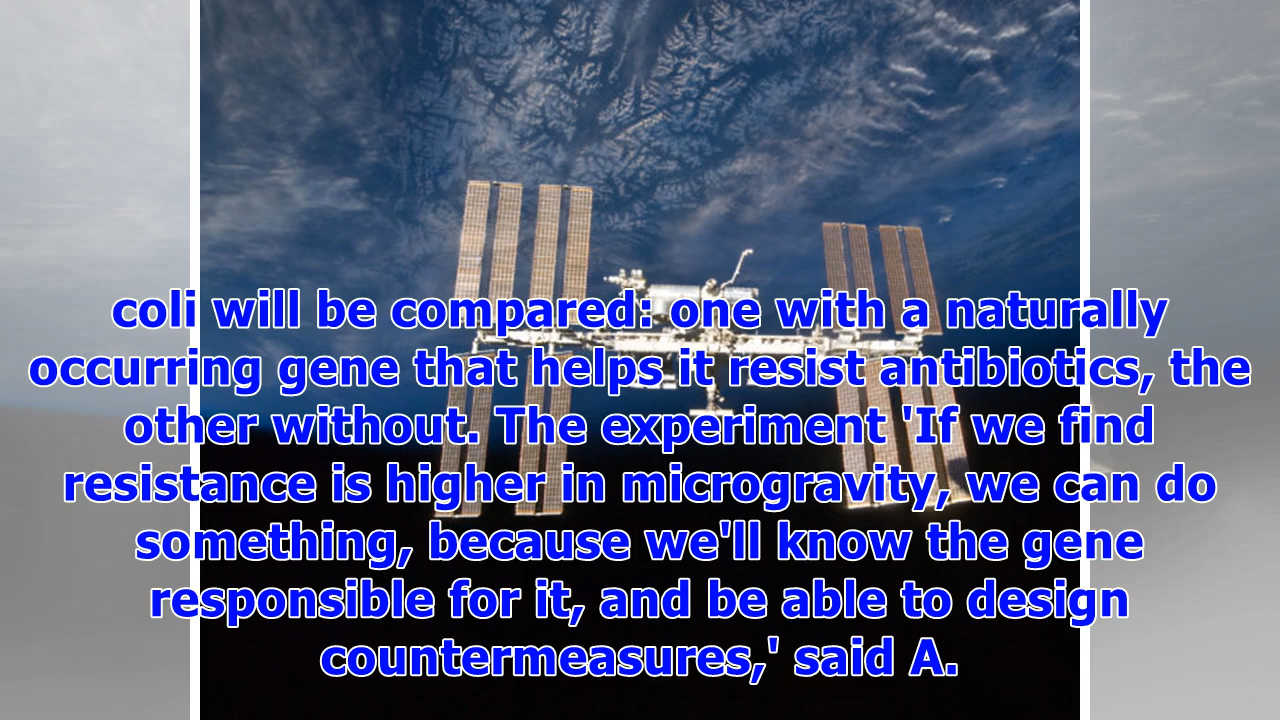 coli will be compared: one with a naturally
occurring gene that helps it resist antibiotics, the
other without. The experiment 'If we find
resistance is higher in microgravity, we can do
something, because we'll know the gene
responsible for it, and be able to design
countermeasures,' said A.